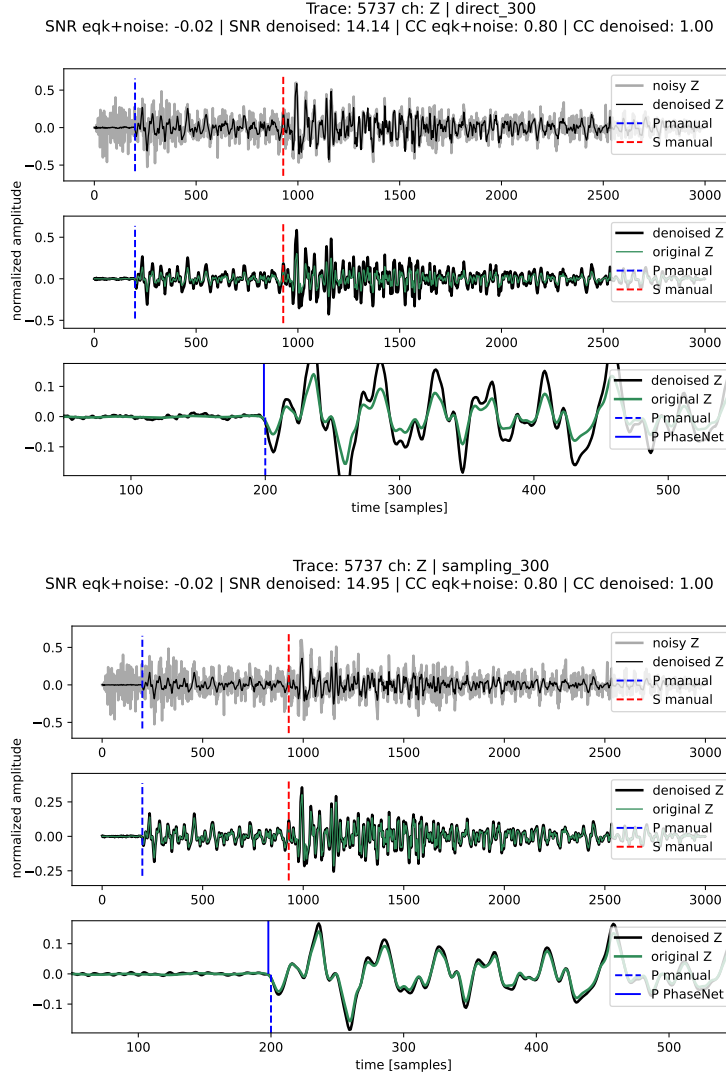 Trace: 5737 ch: Z | direct_300
SNR eqk+noise: -0.02 | SNR denoised: 14.14 | CC eqk+noise: 0.80 | CC denoised: 1.00
0.5
0.0
−0.5
noisy Z
denoised Z
P manual
S manual
0 500 1000 1500 2000 2500 3000
normalized amplitude
0.5
0.0
−0.5
denoised Z
original Z
P manual
S manual
0 500 1000 1500 2000 2500 3000
0.1
0.0
−0.1
denoised Z
original Z
P manual
P PhaseNet
100 200 300 400 500
time [samples]
Trace: 5737 ch: Z | sampling_300
SNR eqk+noise: -0.02 | SNR denoised: 14.95 | CC eqk+noise: 0.80 | CC denoised: 1.00
0.5
0.0
−0.5
noisy Z
denoised Z
P manual
S manual
0 500 1000 1500 2000 2500 3000
normalized amplitude
0.25
0.00
−0.25
denoised Z
original Z
P manual
S manual
0 500 1000 1500 2000 2500 3000
0.1
0.0
−0.1
denoised Z
original Z
P manual
P PhaseNet
100 200 300 400 500
time [samples]